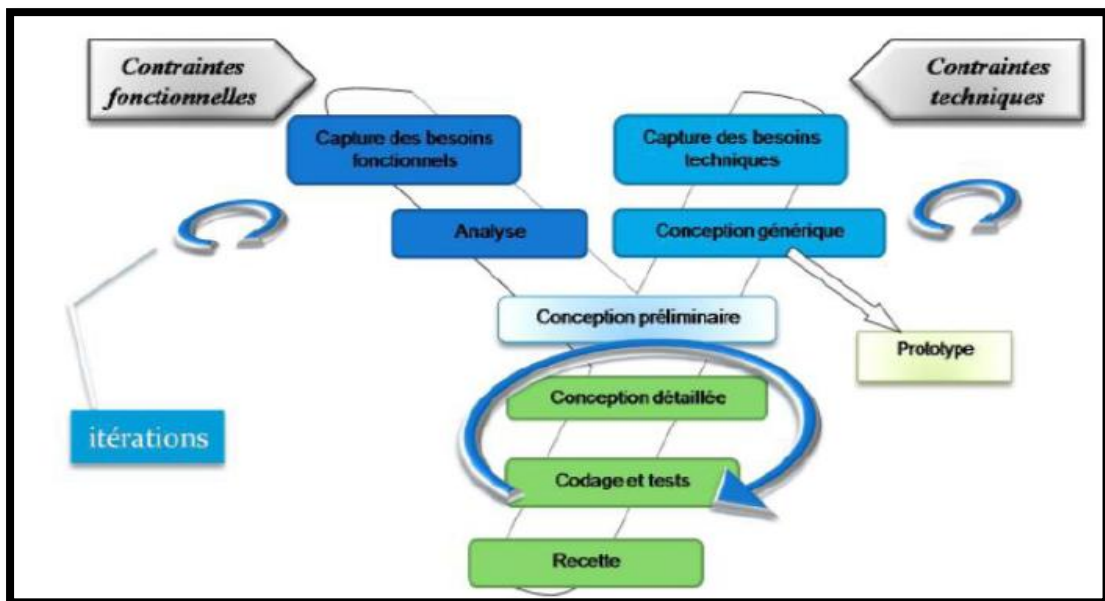 Contraintes
fonctionnelles
Contraintes
techniques
Capture des besoins
fonctionnels
Capture des besoins
techniques
Analyse
Conception générique
Conception préliminaire
Prototype
Conception détaillée
itérations
Codage et tests
Recette